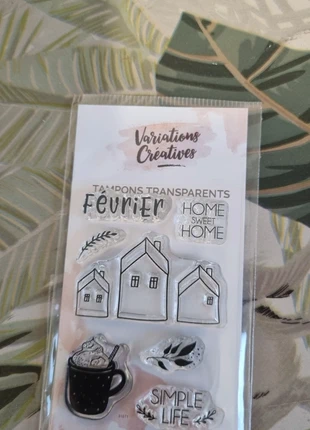 Variations
Créatives
TAMPONS TRANSPARENTS
FéVRiER
HOME
SWEET
HOME
SIMPLE
LIFE